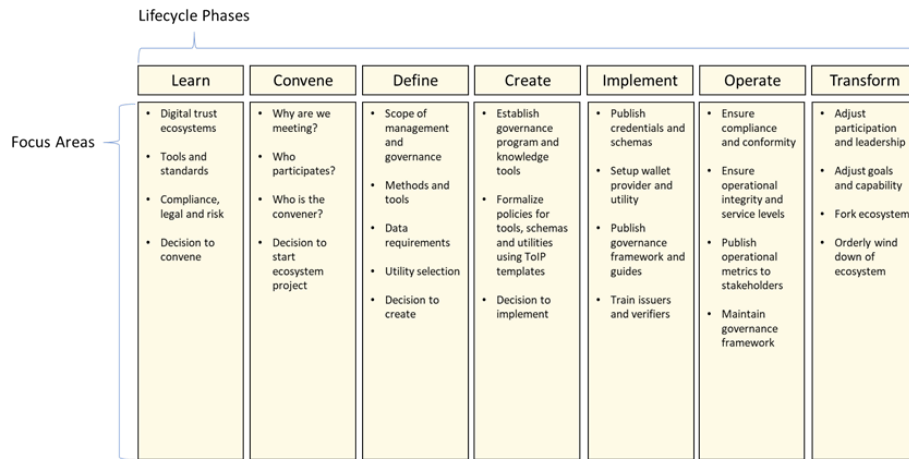 Lifecycle Phases
Learn
Convene
Define
Create
Implement
Operate
Transform
Focus Areas
• Digital trust
ecosystems
• Tools and
standards
• Compliance,
legal and risk
• Decision to
convene
• Why are we
meeting?
• Who
participates?
• Who is the
convener?
• Decision to
start
ecosystem
project
• Scope of
management
and
governance
• Methods and
tools
• Data
requirements
• Utility selection
• Decision to
create
• Establish
governance
program and
knowledge
tools
• Formalize
policies for
tools, schemas
and utilities
using ToIP
templates
• Decision to
implement
• Publish
credentials and
schemas
• Setup wallet
provider and
utility
• Publish
governance
framework and
guides
• Train issuers
and verifiers
• Ensure
compliance
and conformity
• Ensure
operational
integrity and
service levels
• Publish
operational
metrics to
stakeholders
• Maintain
governance
framework
• Adjust
participation
and leadership
• Adjust goals
and capability
• Fork ecosystem
• Orderly wind
down of
ecosystem